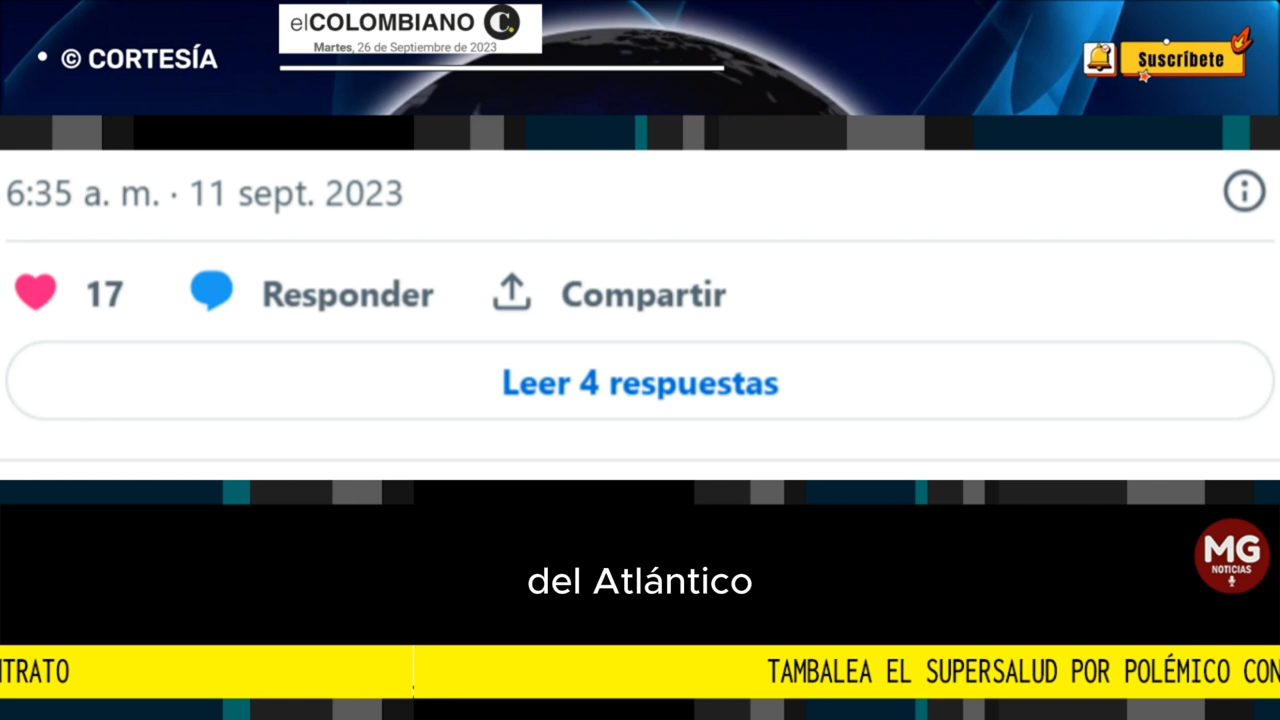 elCOLOMBIANO C.
Martes, 26 de Septiembre de 2023
• © CORTESÍA
Suscríbete
6:35 a. m. · 11 sept. 2023
17 Responder Compartir
Leer 4 respuestas
MG
NOTICIAS
del Atlántico
NTRATO TAMBALEA EL SUPERSALUD POR POLÉMICO CON